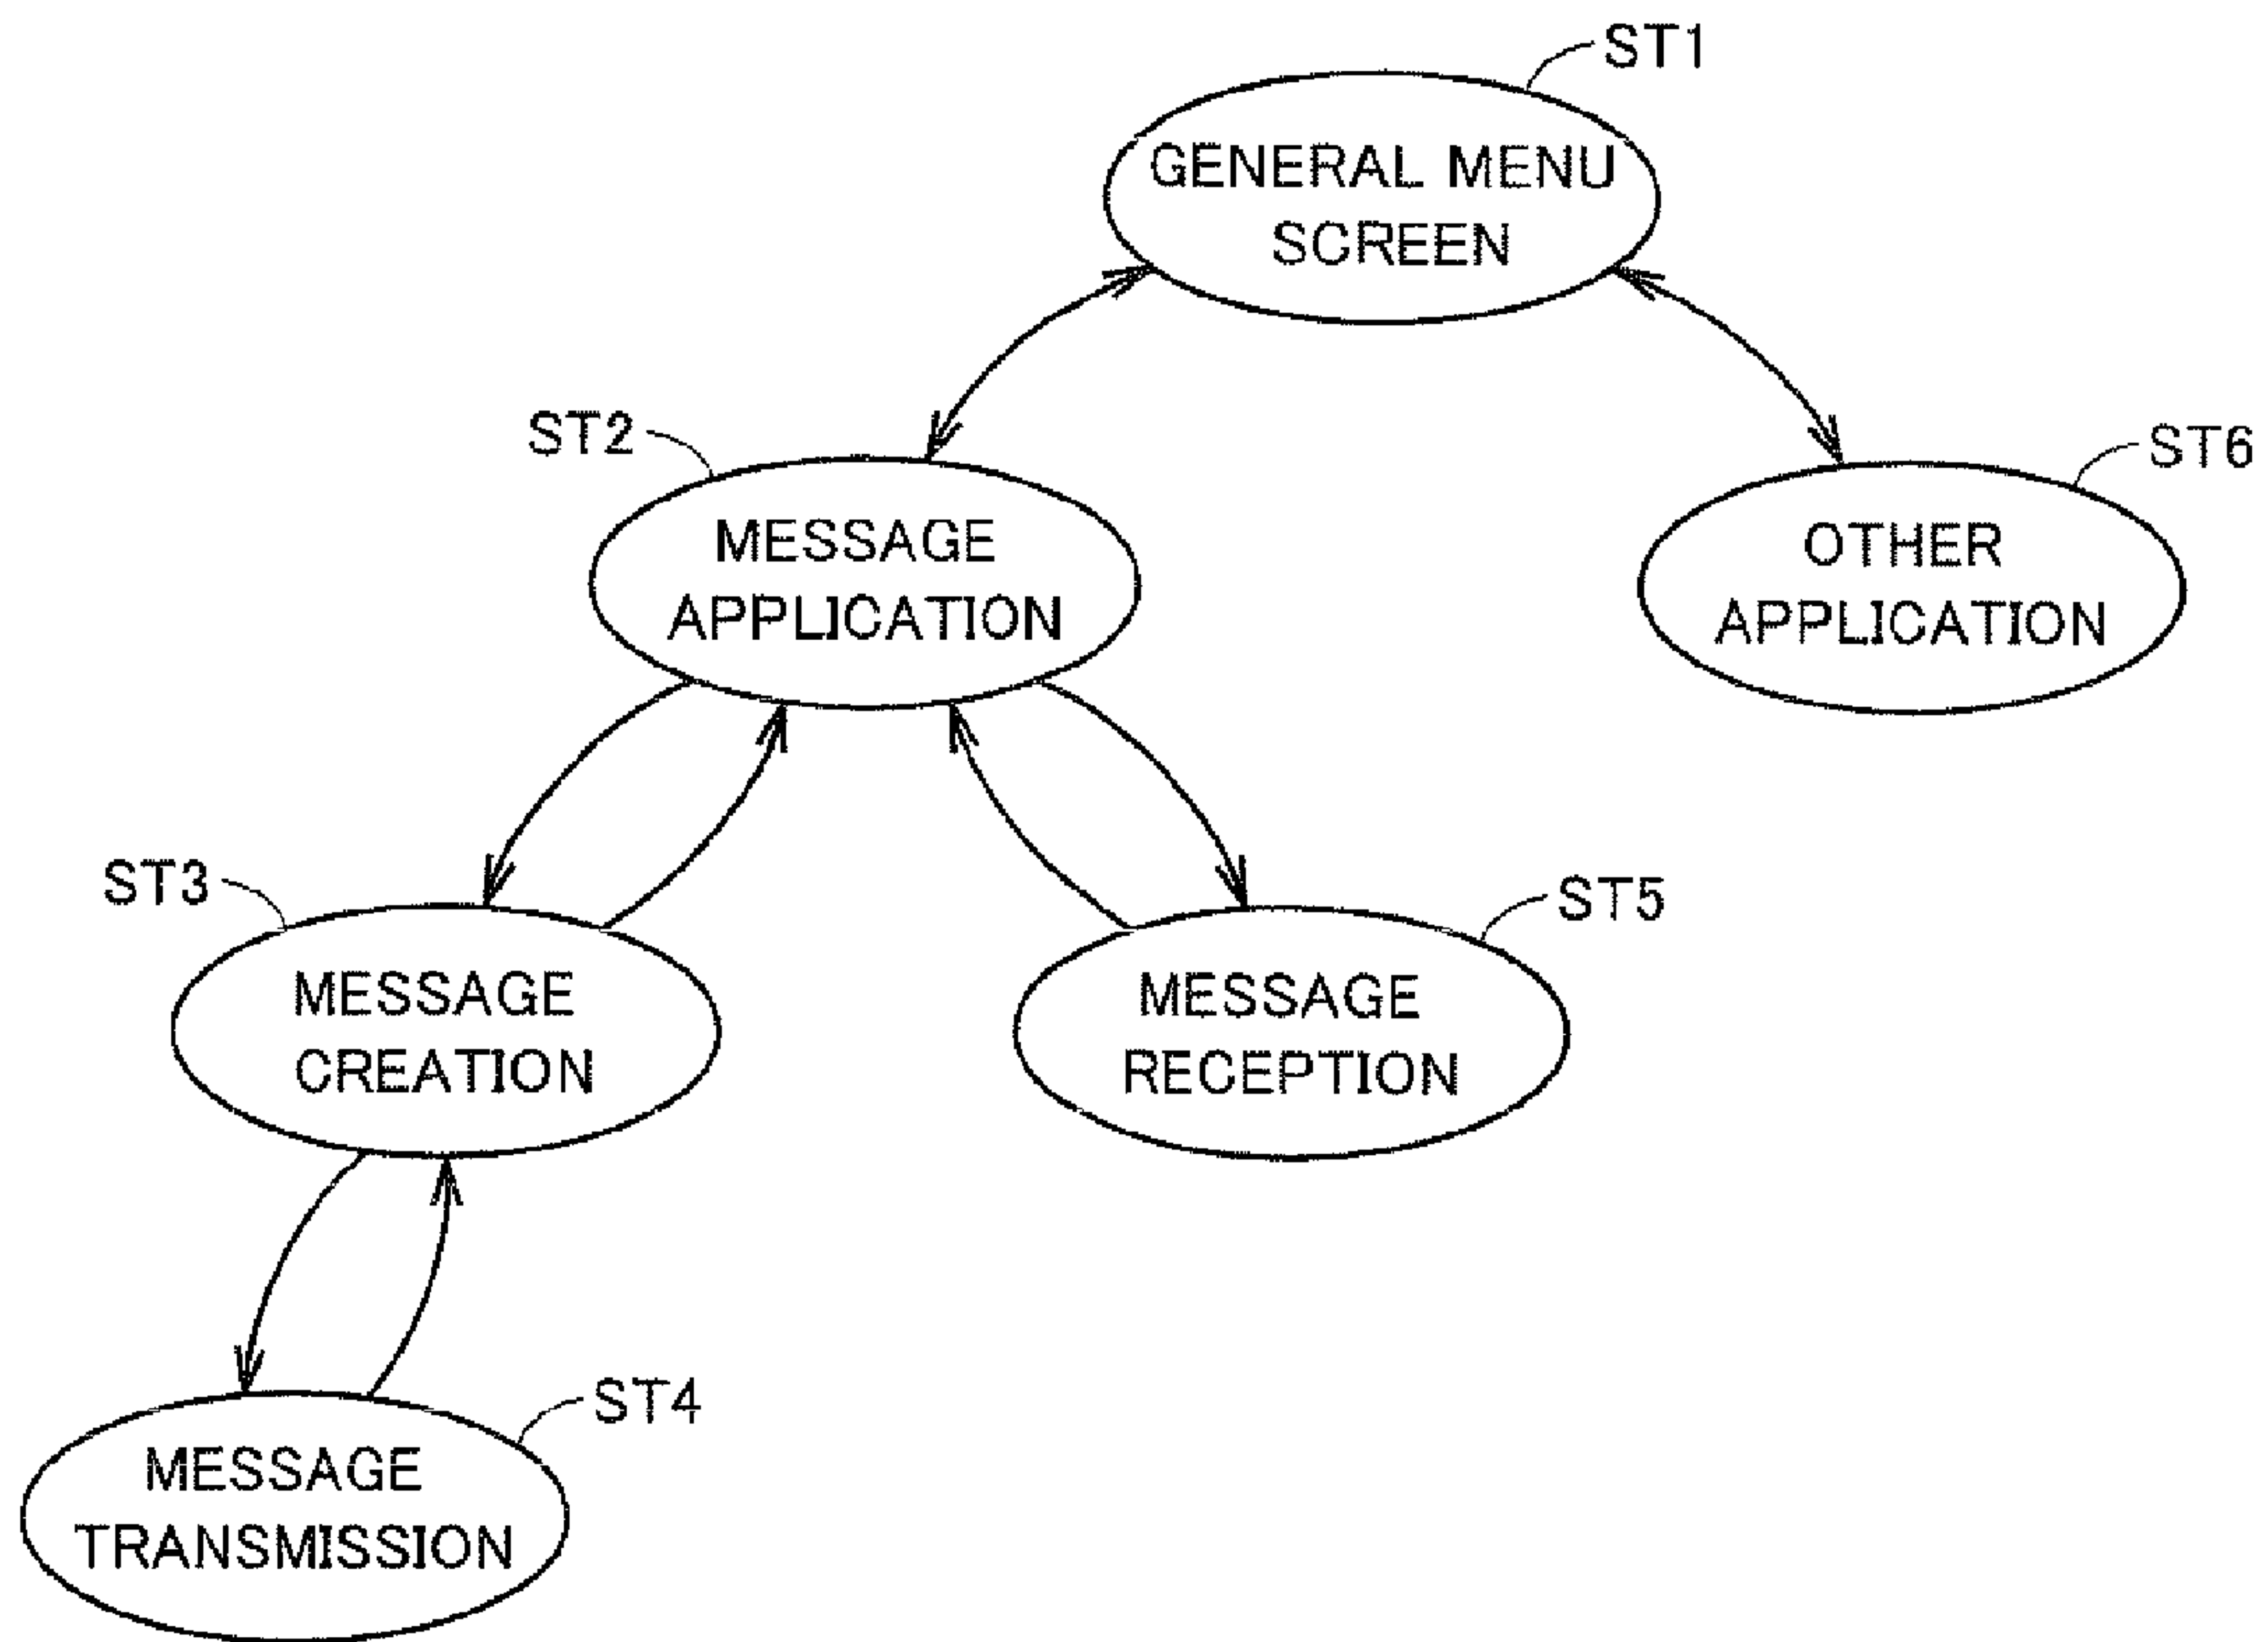 ST1
GENERAL MENU
SCREEN
ST2
MESSAGE
APPLICATION
ST6
OTHER
APPLICATION
ST3
MESSAGE
CREATION
ST5
MESSAGE
RECEPTION
ST4
MESSAGE
TRANSMISSION